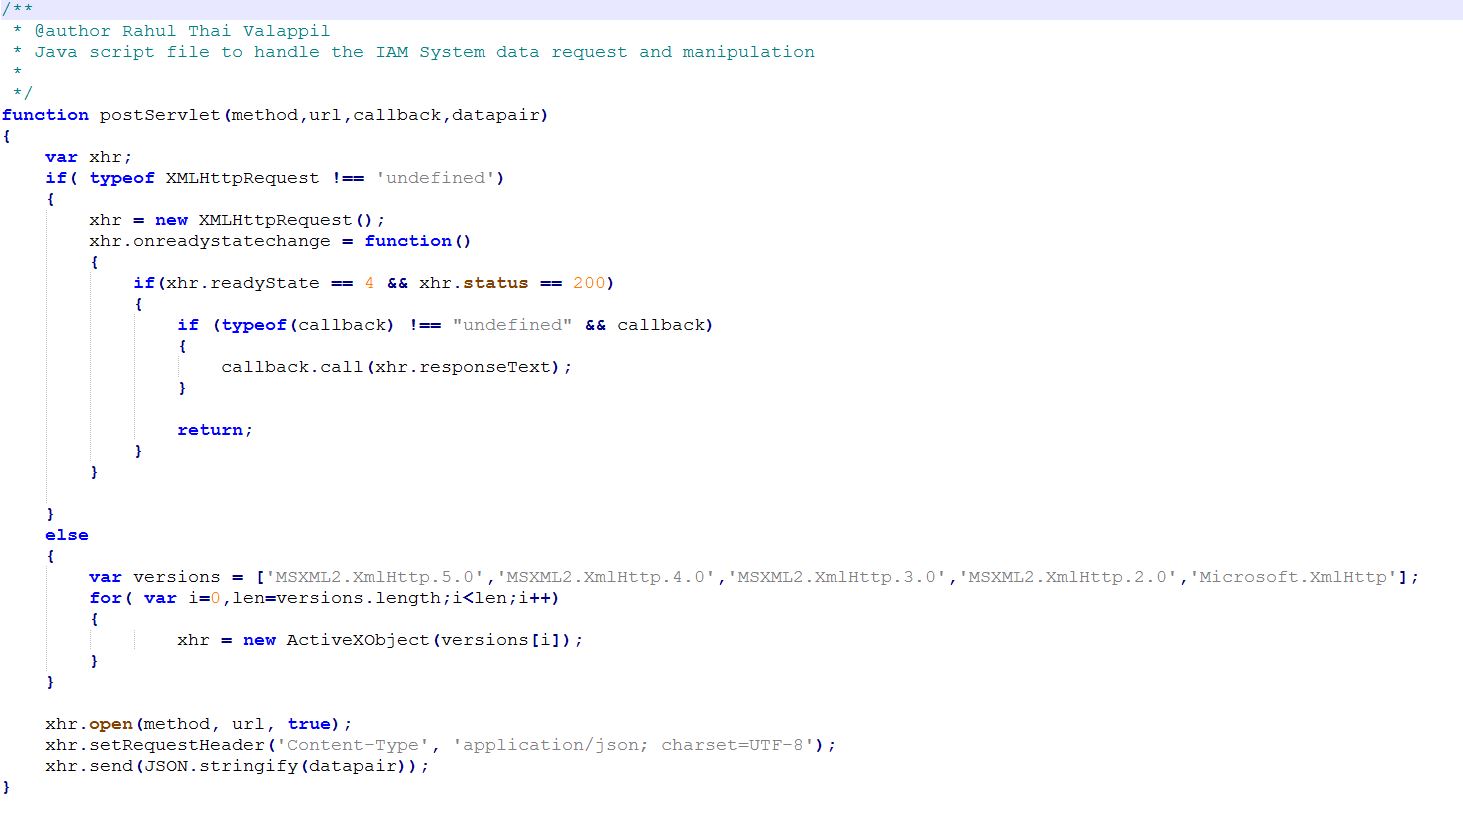 /**
 * @author Rahul Thai Valappil
 * Java script file to handle the IAM System data request and manipulation
 *
 */
function postServlet(method,url,callback,datapair)
{
    var xhr;
    if( typeof XMLHttpRequest !== 'undefined')
    {
        xhr = new XMLHttpRequest();
        xhr.onreadystatechange = function()
        {
            if(xhr.readyState == 4 && xhr.status == 200)
            {
                if (typeof(callback) !== "undefined" && callback)
                {
                    callback.call(xhr.responseText);
                }

                return;
            }
        }

    }
    else
    {
        var versions = ['MSXML2.XmlHttp.5.0','MSXML2.XmlHttp.4.0','MSXML2.XmlHttp.3.0','MSXML2.XmlHttp.2.0','Microsoft.XmlHttp'];
        for( var i=0,len=versions.length;i<len;i++)
        {
                xhr = new ActiveXObject(versions[i]);
        }
    }

    xhr.open(method, url, true);
    xhr.setRequestHeader('Content-Type', 'application/json; charset=UTF-8');
    xhr.send(JSON.stringify(datapair));
}